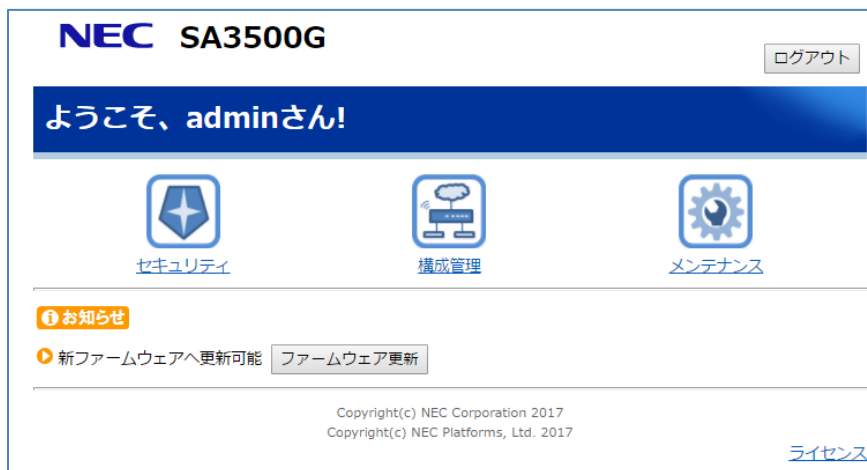 NEC SA3500G
ログアウト
ようこそ、adminさん!
セキュリティ 構成管理 メンテナンス
お知らせ
新ファームウェアへ更新可能 ファームウェア更新
Copyright(c) NEC Corporation 2017
Copyright(c) NEC Platforms, Ltd. 2017
ライセンス